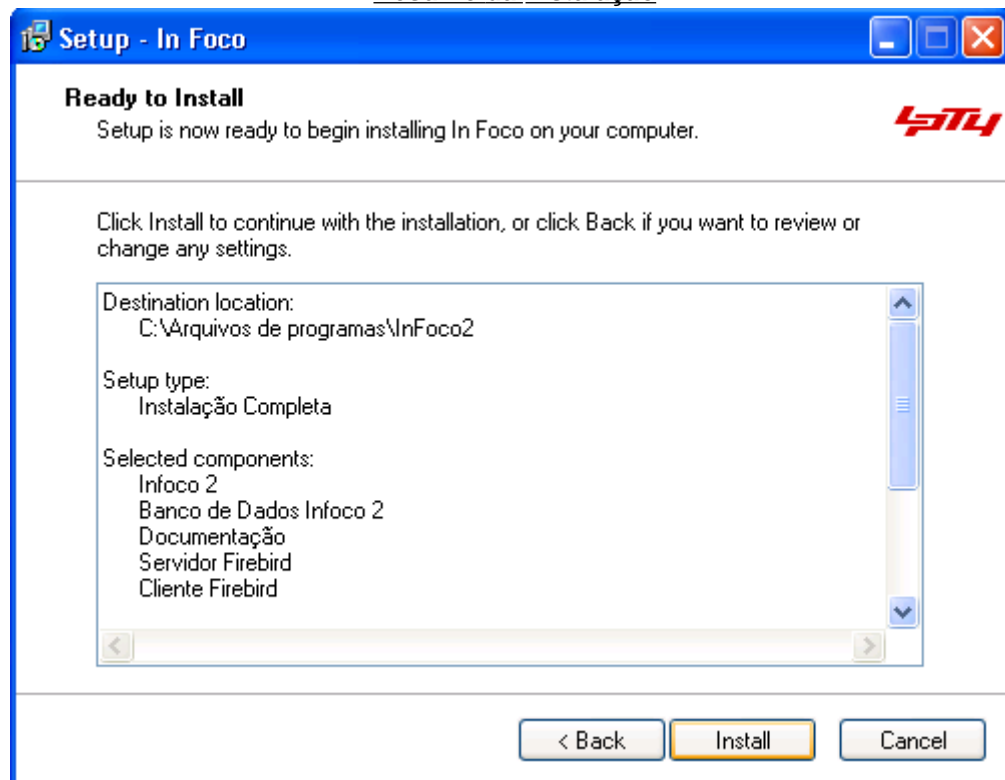 Setup - In Foco
Ready to Install
Setup is now ready to begin installing In Foco on your computer.
Click Install to continue with the installation, or click Back if you want to review or
change any settings.
Destination location:
C:\Arquivos de programas\InFoco2
Setup type:
Instalação Completa
Selected components:
Infoco 2
Banco de Dados Infoco 2
Documentação
Servidor Firebird
Cliente Firebird
< Back
Install
Cancel